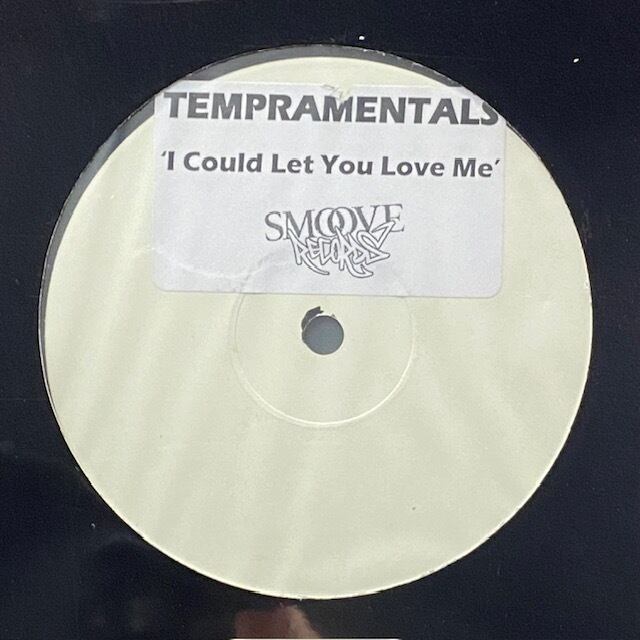 TEMPRAMENTALS
‘I Could Let You Love Me’
SMOOVE
RECORDS